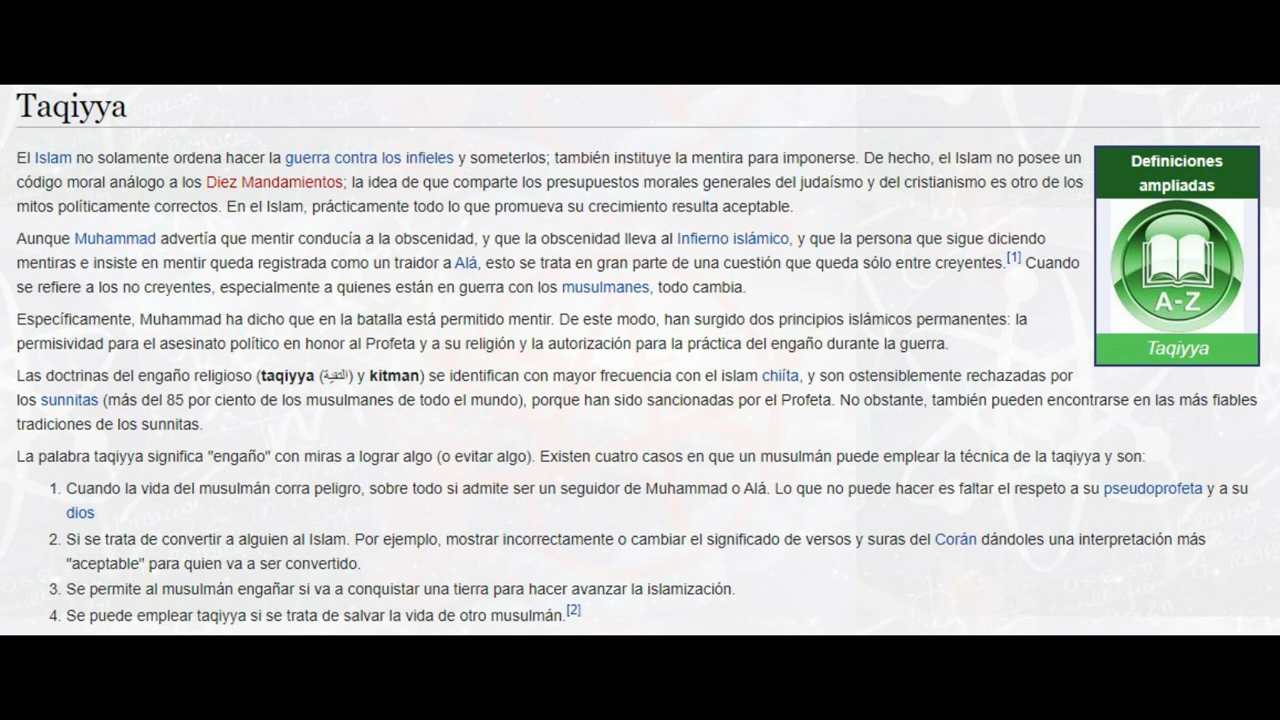 Taqiyya
El Islam no solamente ordena hacer la guerra contra los infieles y someterlos; también instituye la mentira para imponerse. De hecho, el Islam no posee un
código moral análogo a los Diez Mandamientos; la idea de que comparte los presupuestos morales generales del judaísmo y del cristianismo es otro de los
mitos políticamente correctos. En el Islam, prácticamente todo lo que promueva su crecimiento resulta aceptable.
Aunque Muhammad advertía que mentir conducía a la obscenidad, y que la obscenidad lleva al Infierno islámico, y que la persona que sigue diciendo
mentiras e insiste en mentir queda registrata como un traidor a Alá, esto se trata en gran parte de una cuestión que queda sólo entre creyentes.[1] Cuando
se refiere a los no creyentes, especialmente a quienes están en guerra con los musulmanes, todo cambia.
Específicamente, Muhammad ha dicho que en la batalla está permitido mentir. De este modo, han surgido dos principios islámicos permanentes: la
permisividad para el asesinato político en honor al Profeta y a su religión y la autorización para la práctica del engaño durante la guerra.
Las doctrinas del engaño religioso (taqiyya (التقية) y kitman) se identifican con mayor frecuencia con el islam chiíta, y son ostensiblemente rechazadas por
los sunnitas (más del 85 por ciento de los musulmanes de todo el mundo), porque han sido sancionadas por el Profeta. No obstante, también pueden encontrarse en las más fiables
tradiciones de los sunnitas.
La palabra taqiyya significa "engaño" con miras a lograr algo (o evitar algo). Existen cuatro casos en que un musulmán puede emplear la técnica de la taqiyya y son:
1. Cuando la vida del musulmán corra peligro, sobre todo si admite ser un seguidor de Muhammad o Alá. Lo que no puede hacer es faltar el respeto a su pseudoprofeta y a su
dios
2. Si se trata de convertir a alguien al Islam. Por ejemplo, mostrar incorrectamente o cambiar el significado de versos y suras del Corán dándoles una interpretación más
"aceptable" para quien va a ser convertido.
3. Se permite al musulmán engañar si va a conquistar una tierra para hacer avanzar la islamización.
4. Se puede emplear taqiyya si se trata de salvar la vida de otro musulmán.[2]
Definiciones
ampliadas
A-Z
Taqiyya